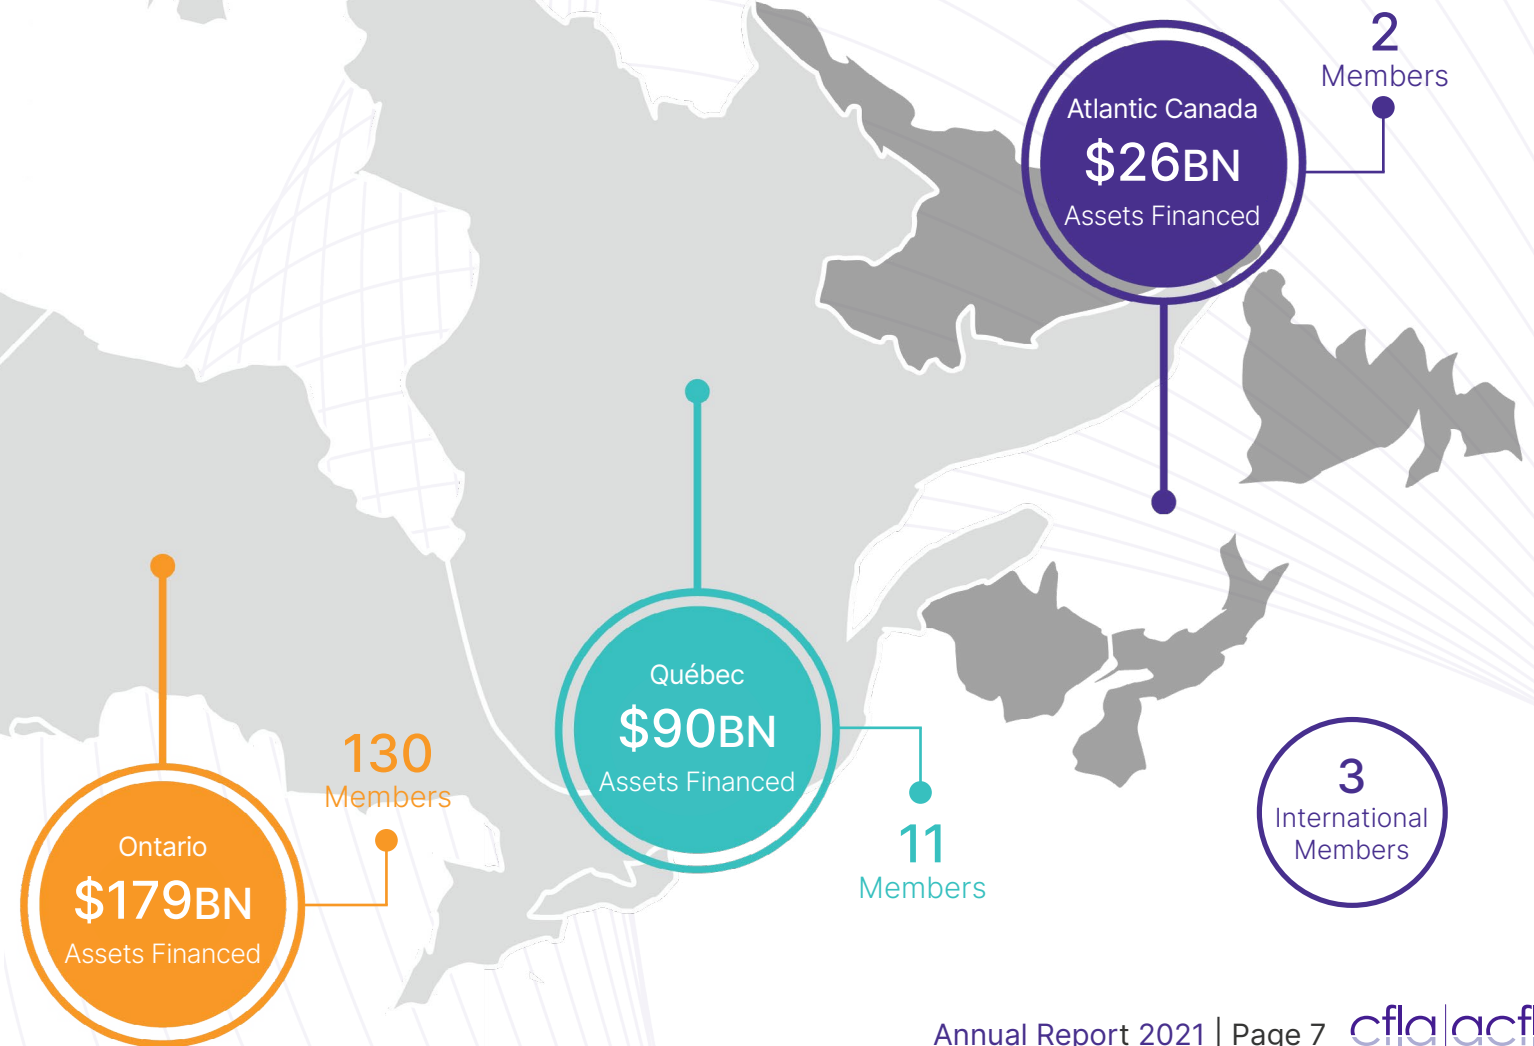 2
Members
Atlantic Canada
$26BN
Assets Financed
Québec
$90BN
Assets Financed
11
Members
130
Members
Ontario
$179BN
Assets Financed
3
International
Members
Annual Report 2021 | Page 7
cfla|acf